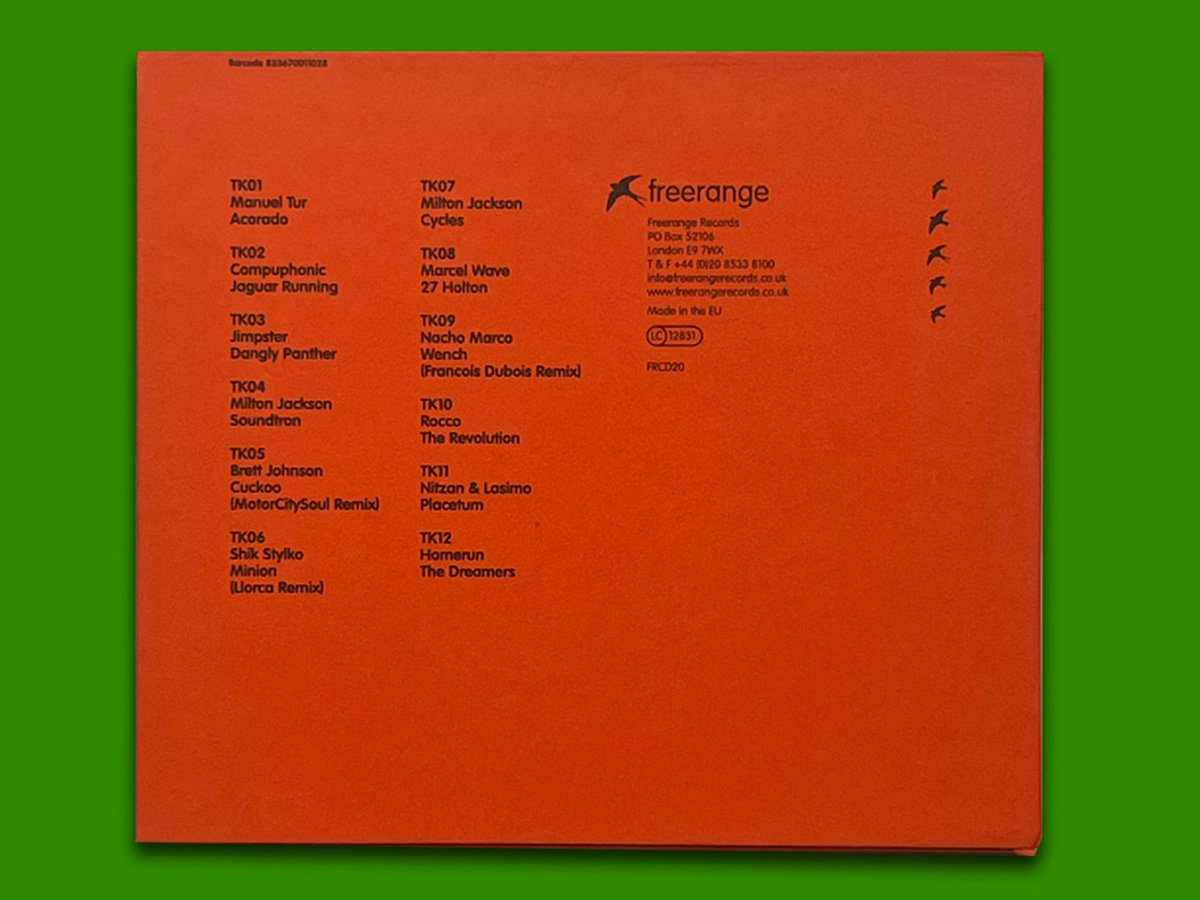 Barcode 823670011028
TK01
Manuel Tur
Acorado
TK02
Compuphonic
Jaguar Running
TK03
Jimpster
Dangly Panther
TK04
Milton Jackson
Soundtron
TK05
Brett Johnson
Cuckoo
(MotorCitySoul Remix)
TK06
Shik Stylko
Minion
(Llorca Remix)
TK07
Milton Jackson
Cycles
TK08
Marcel Wave
27 Holton
TK09
Nacho Marco
Wench
(Francois Dubois Remix)
TK10
Rocco
The Revolution
TK11
Nitzan & Lasimo
Placetum
TK12
Homerun
The Dreamers
freerange
Freerange Records
PO Box 52106
London E9 7WX
T & F +44 (0)20 8533 8100
info@freerangerecords.co.uk
www.freerangerecords.co.uk
Made in the EU
LC 12831
FRCD20